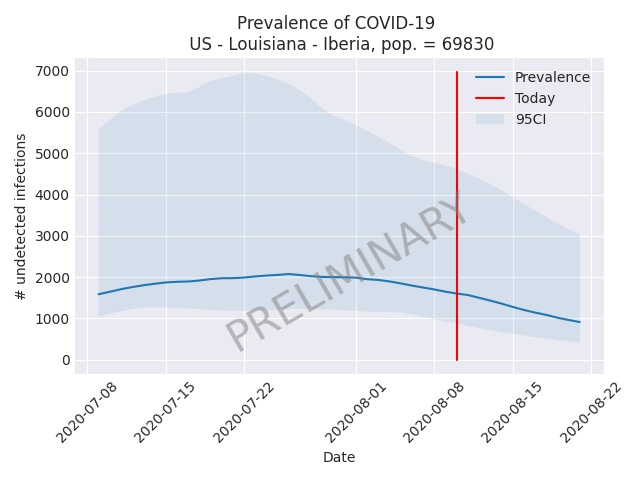 Prevalence of COVID-19
US - Louisiana - Iberia, pop. = 69830
7000
6000
5000
4000
3000
2000
1000
0
# undetected infections
Prevalence
Today
95CI
PRELIMINARY
2020-07-08
2020-07-15
2020-07-22
2020-08-01
2020-08-08
2020-08-15
2020-08-22
Date